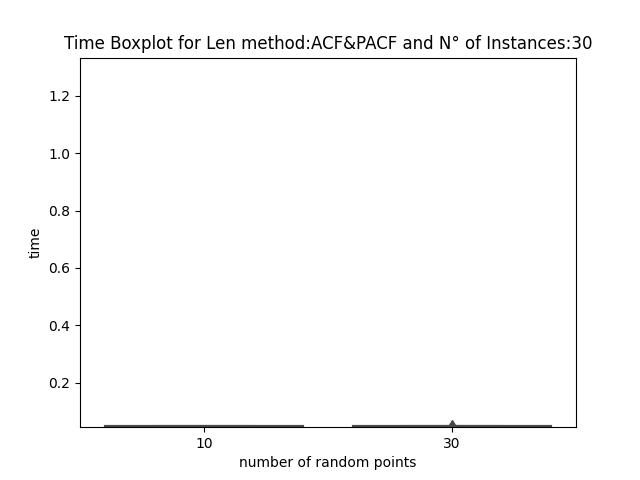 Time Boxplot for Len method:ACF&PACF and N° of Instances:30
1.2
1.0
0.8
time
0.6
0.4
0.2
10 30
number of random points